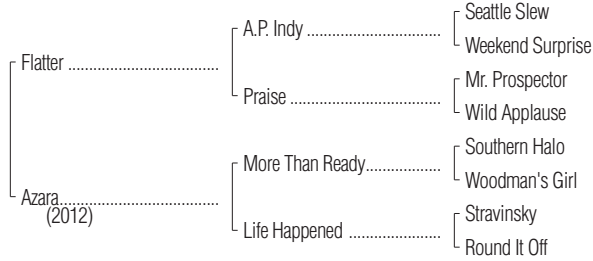 Seattle Slew
A.P. Indy ..............................
Weekend Surprise
Flatter ..................................
Mr. Prospector
Praise ..................................
Wild Applause
Southern Halo
More Than Ready.................
Woodman's Girl
Azara....................................
(2012)
Stravinsky
Life Happened .....................
Round It Off